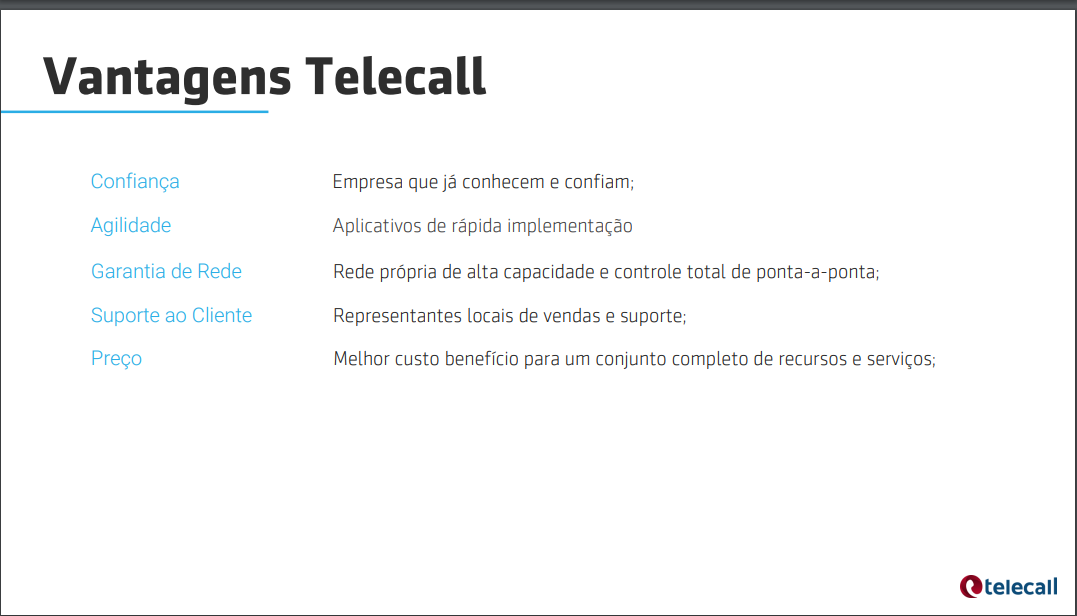 Vantagens Telecall
Confiança Empresa que já conhecem e confiam;
Agilidade Aplicativos de rápida implementação
Garantia de Rede Rede própria de alta capacidade e controle total de ponta-a-ponta;
Suporte ao Cliente Representantes locais de vendas e suporte;
Preço Melhor custo benefício para um conjunto completo de recursos e serviços;
telecall